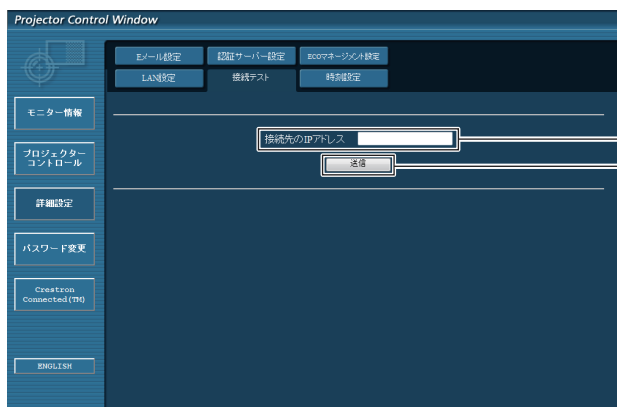 Projector Control Window
Eメール設定 認証サーバー設定 ECOマネージメント設定
LAN設定 接続テスト 時刻設定
モニター情報
接続先のIPアドレス
プロジェクター
コントロール
送信
詳細設定
パスワード変更
Crestron
Connected(TM)
ENGLISH